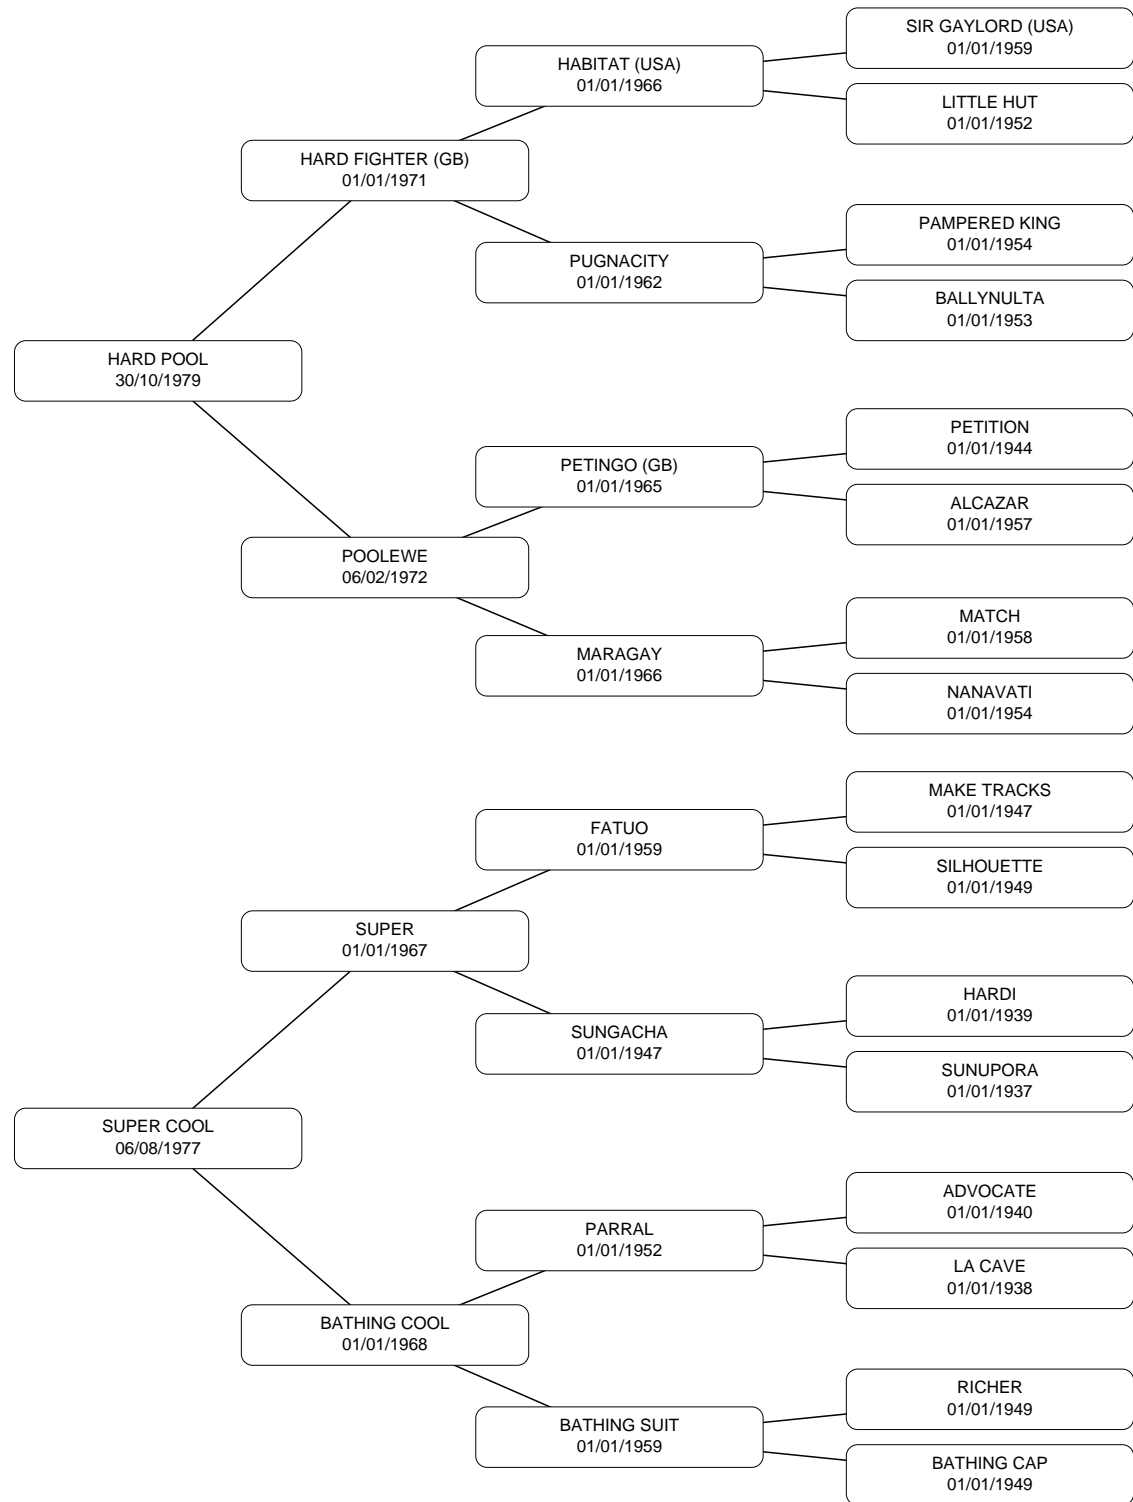 SIR GAYLORD (USA)
01/01/1959
HABITAT (USA)
01/01/1966
LITTLE HUT
01/01/1952
HARD FIGHTER (GB)
01/01/1971
PAMPERED KING
01/01/1954
PUGNACITY
01/01/1962
BALLYNULTA
01/01/1953
HARD POOL
30/10/1979
PETITION
01/01/1944
PETINGO (GB)
01/01/1965
ALCAZAR
01/01/1957
POOLEWE
06/02/1972
MATCH
01/01/1958
MARAGAY
01/01/1966
NANAVATI
01/01/1954
MAKE TRACKS
01/01/1947
FATUO
01/01/1959
SILHOUETTE
01/01/1949
SUPER
01/01/1967
HARDI
01/01/1939
SUNGACHA
01/01/1947
SUNUPORA
01/01/1937
SUPER COOL
06/08/1977
ADVOCATE
01/01/1940
PARRAL
01/01/1952
LA CAVE
01/01/1938
BATHING COOL
01/01/1968
RICHER
01/01/1949
BATHING SUIT
01/01/1959
BATHING CAP
01/01/1949